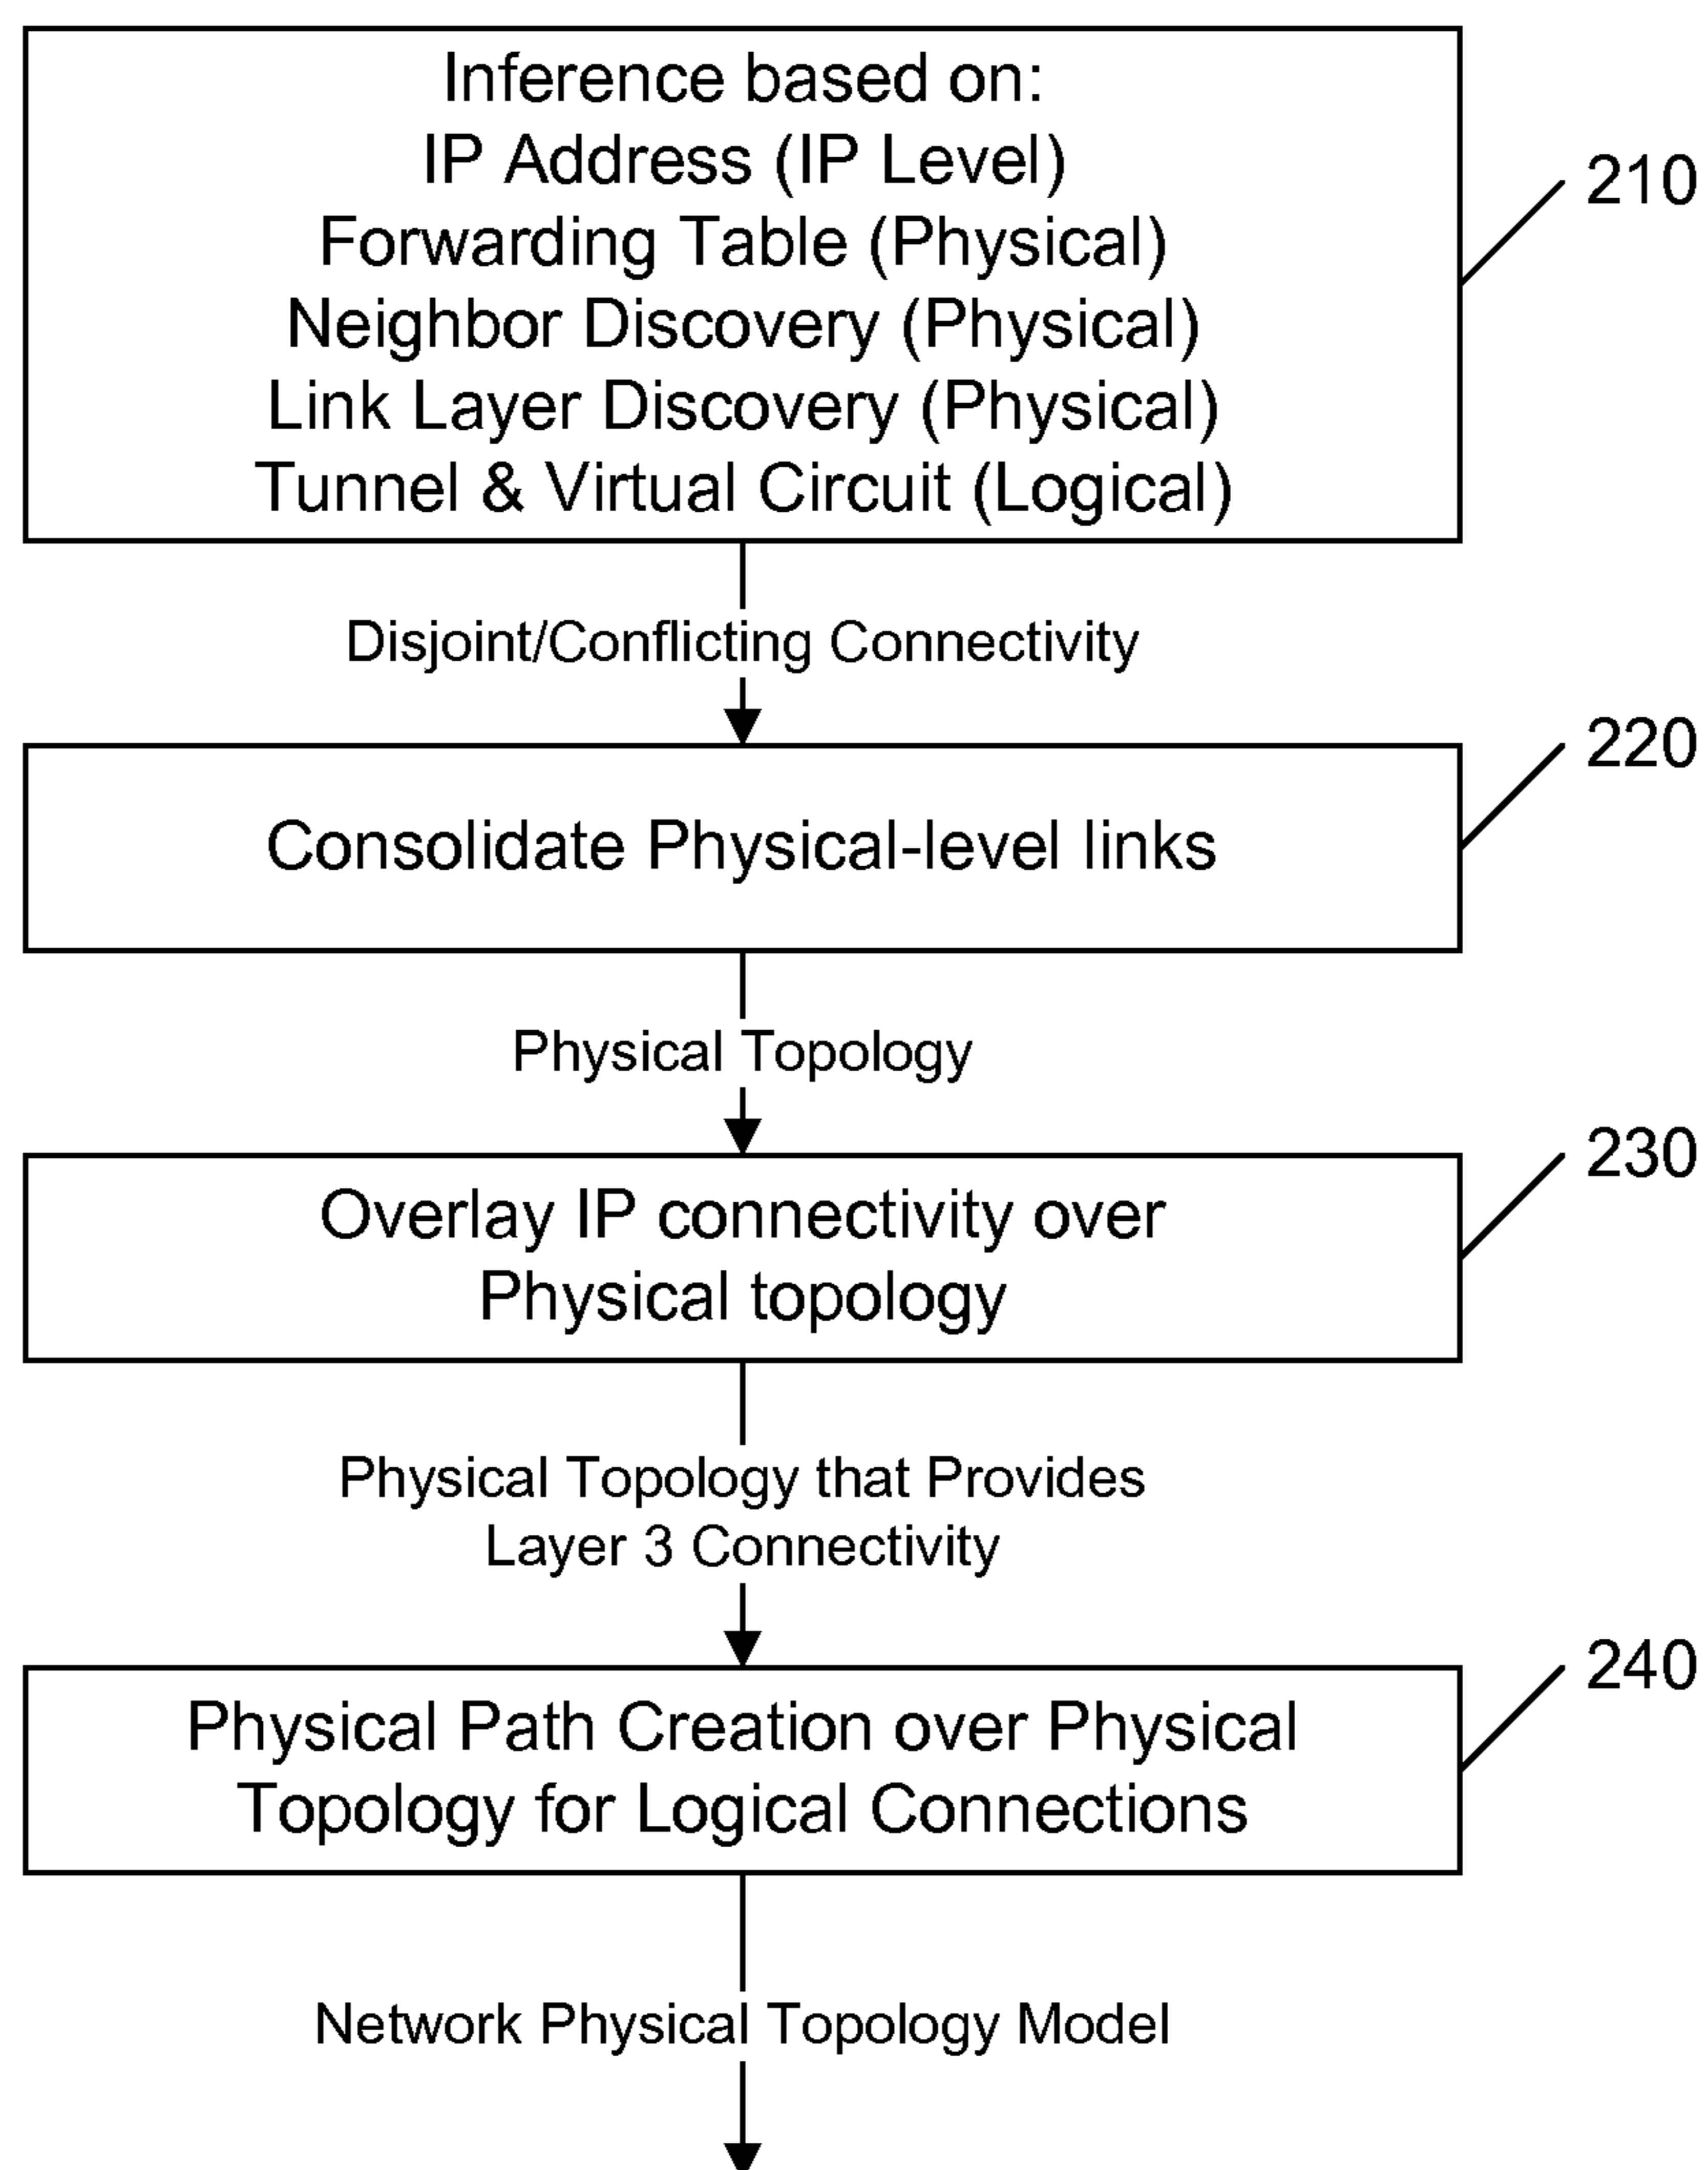 Inference based on:
IP Address (IP Level)
Forwarding Table (Physical)
Neighbor Discovery (Physical)
Link Layer Discovery (Physical)
Tunnel & Virtual Circuit (Logical)
210
Disjoint/Conflicting Connectivity
220
Consolidate Physical-level links
Physical Topology
230
Overlay IP connectivity over
Physical topology
Physical Topology that Provides
Layer 3 Connectivity
240
Physical Path Creation over Physical
Topology for Logical Connections
Network Physical Topology Model